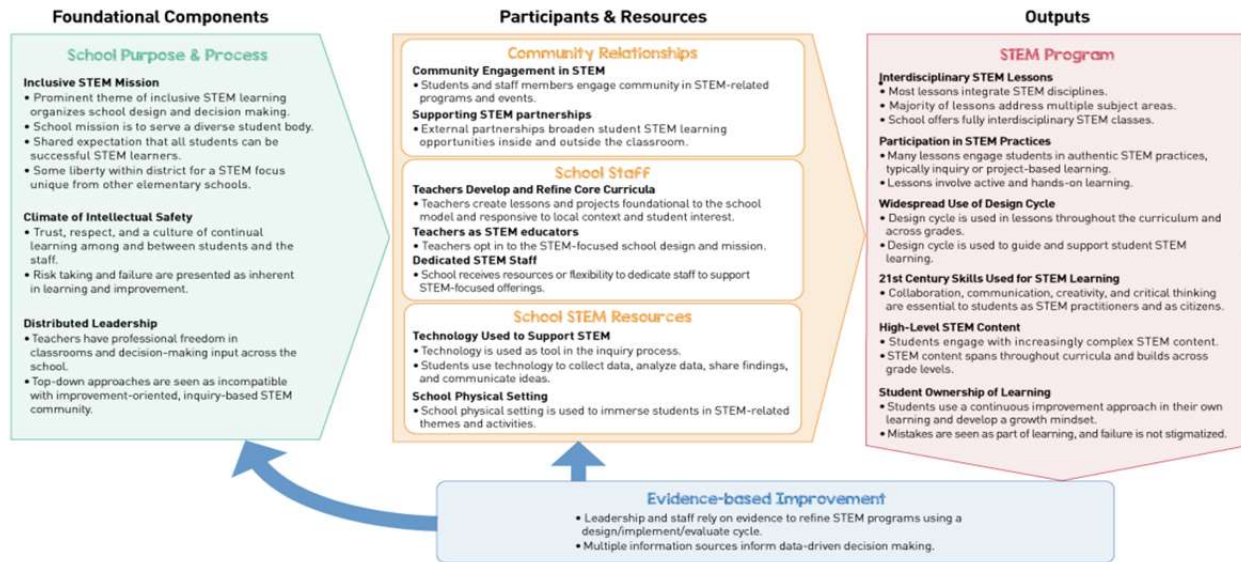 Foundational Components
School Purpose & Process
Inclusive STEM Mission
• Prominent theme of inclusive STEM learning
organizes school design and decision making.
• School mission is to serve a diverse student body.
• Shared expectation that all students can be
successful STEM learners.
• Some liberty within district for a STEM focus
unique from other elementary schools.
Climate of Intellectual Safety
• Trust, respect, and a culture of continual
learning among and between students and the
staff.
• Risk taking and failure are presented as inherent
in learning and improvement.
Distributed Leadership
• Teachers have professional freedom in
classrooms and decision-making input across the
school.
• Top-down approaches are seen as incompatible
with improvement-oriented, inquiry-based STEM
community.
Participants & Resources
Community Relationships
Community Engagement in STEM
• Students and staff members engage community in STEM-related
programs and events.
Supporting STEM partnerships
• External partnerships broaden student STEM learning
opportunities inside and outside the classroom.
School Staff
Teachers Develop and Refine Core Curricula
• Teachers create lessons and projects foundational to the school
model and responsive to local context and student interest.
Teachers as STEM educators
• Teachers opt in to the STEM-focused school design and mission.
Dedicated STEM Staff
• School receives resources or flexibility to dedicate staff to support
STEM-focused offerings.
School STEM Resources
Technology Used to Support STEM
• Technology is used as tool in the inquiry process.
• Students use technology to collect data, analyze data, share findings,
and communicate ideas.
School Physical Setting
• School physical setting is used to immerse students in STEM-related
themes and activities.
Outputs
STEM Program
Interdisciplinary STEM Lessons
• Most lessons integrate STEM disciplines.
• Majority of lessons address multiple subject areas.
• School offers fully interdisciplinary STEM classes.
Participation in STEM Practices
• Many lessons engage students in authentic STEM practices,
typically inquiry or project-based learning.
• Lessons involve active and hands-on learning.
Widespread Use of Design Cycle
• Design cycle is used in lessons throughout the curriculum and
across grades.
• Design cycle is used to guide and support student STEM
learning.
21st Century Skills Used for STEM Learning
• Collaboration, communication, creativity, and critical thinking
are essential to students as STEM practitioners and as citizens.
High-Level STEM Content
• Students engage with increasingly complex STEM content.
• STEM content spans throughout curricula and builds across
grade levels.
Student Ownership of Learning
• Students use a continuous improvement approach in their own
learning and develop a growth mindset.
• Mistakes are seen as part of learning, and failure is not stigmatized.
Evidence-based Improvement
• Leadership and staff rely on evidence to refine STEM programs using a
design/implement/evaluate cycle.
• Multiple information sources inform data-driven decision making.